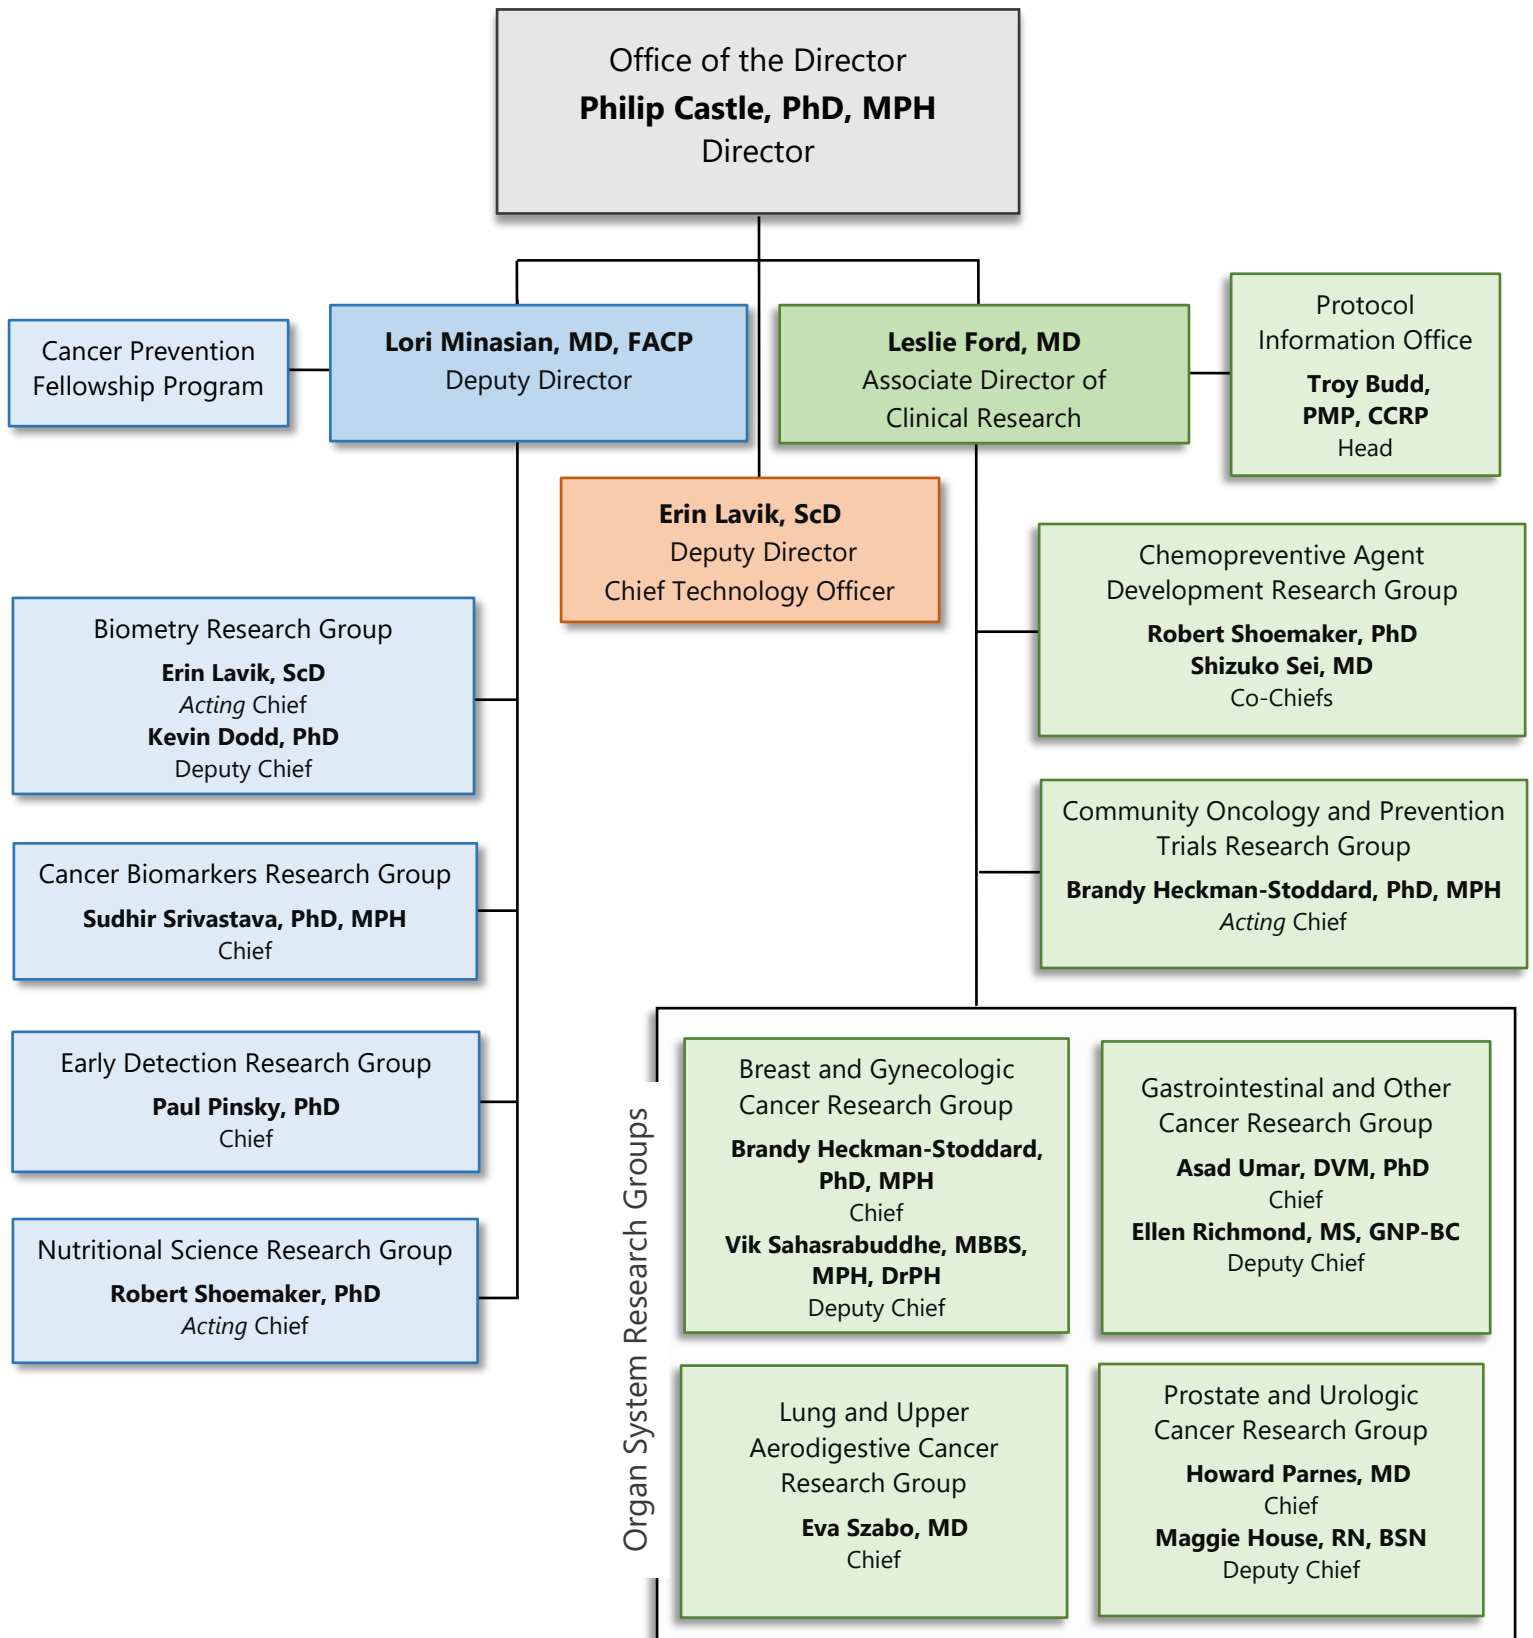 Office of the Director
Philip Castle, PhD, MPH
Director
Cancer Prevention
Fellowship Program
Lori Minasian, MD, FACP
Deputy Director
Leslie Ford, MD
Associate Director of
Clinical Research
Protocol
Information Office
Troy Budd,
PMP, CCRP
Head
Erin Lavik, ScD
Deputy Director
Chief Technology Officer
Biometry Research Group
Erin Lavik, ScD
Acting Chief
Kevin Dodd, PhD
Deputy Chief
Cancer Biomarkers Research Group
Sudhir Srivastava, PhD, MPH
Chief
Early Detection Research Group
Paul Pinsky, PhD
Chief
Nutritional Science Research Group
Robert Shoemaker, PhD
Acting Chief
Chemopreventive Agent
Development Research Group
Robert Shoemaker, PhD
Shizuko Sei, MD
Co-Chiefs
Community Oncology and Prevention
Trials Research Group
Brandy Heckman-Stoddard, PhD, MPH
Acting Chief
Organ System Research Groups
Breast and Gynecologic
Cancer Research Group
Brandy Heckman-Stoddard,
PhD, MPH
Chief
Vik Sahasrabuddhe, MBBS,
MPH, DrPH
Deputy Chief
Gastrointestinal and Other
Cancer Research Group
Asad Umar, DVM, PhD
Chief
Ellen Richmond, MS, GNP-BC
Deputy Chief
Lung and Upper
Aerodigestive Cancer
Research Group
Eva Szabo, MD
Chief
Prostate and Urologic
Cancer Research Group
Howard Parnes, MD
Chief
Maggie House, RN, BSN
Deputy Chief